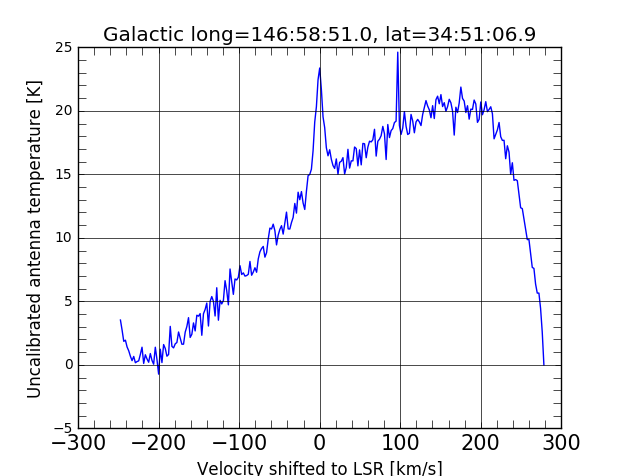 Galactic long=146:58:51.0, lat=34:51:06.9
Uncalibrated antenna temperature [K]
25
20
15
10
5
0
−5
−300 −200 −100 0 100 200 300
Velocity shifted to LSR [km/s]